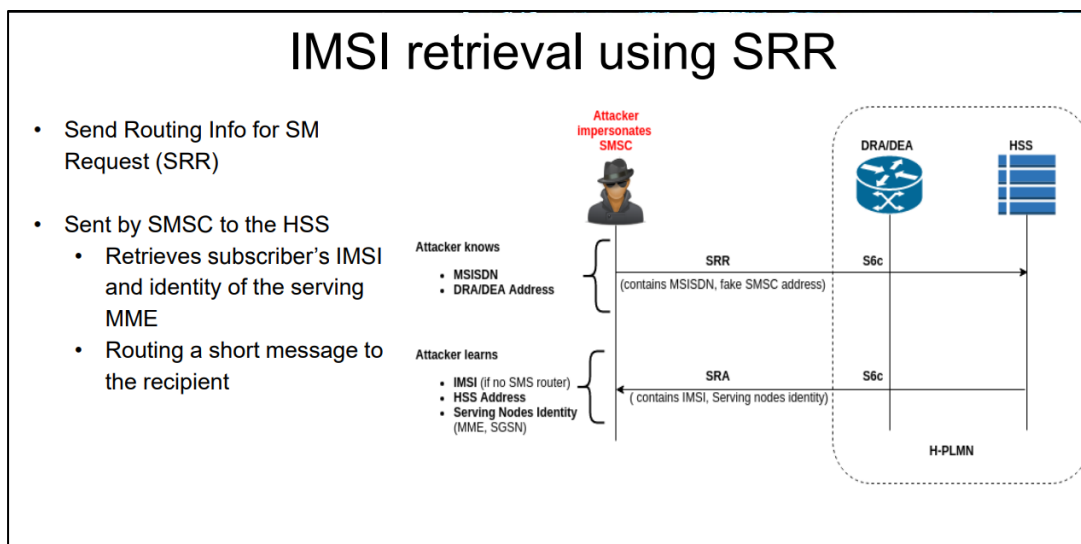 IMSI retrieval using SRR
• Send Routing Info for SM
Request (SRR)
• Sent by SMSC to the HSS
• Retrieves subscriber's IMSI
and identity of the serving
MME
• Routing a short message to
the recipient
Attacker
impersonates
SMSC
DRA/DEA
HSS
Attacker knows
• MSISDN
• DRA/DEA Address
SRR
S6c
(contains MSISDN, fake SMSC address)
Attacker learns
• IMSI (if no SMS router)
• HSS Address
• Serving Nodes Identity
(MME, SGSN)
SRA
S6c
( contains IMSI, Serving nodes identity)
H-PLMN